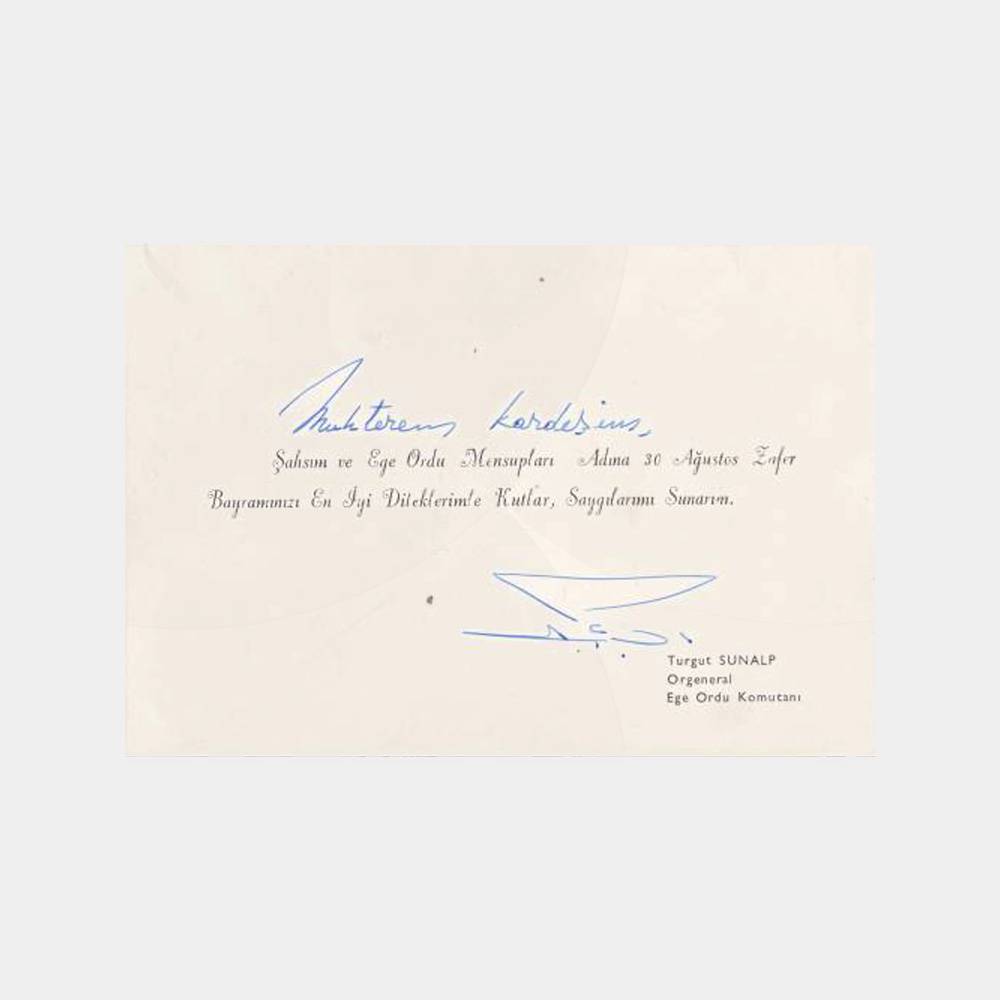 Muhterem kardeşim,
Şahsım ve Ege Ordu Mensupları Adına 30 Ağustos Zafer
Bayramınızı En İyi Dileklerimle Kutlar, Saygılarımı Sunarım.
Turgut SUNALP
Orgeneral
Ege Ordu Komutanı